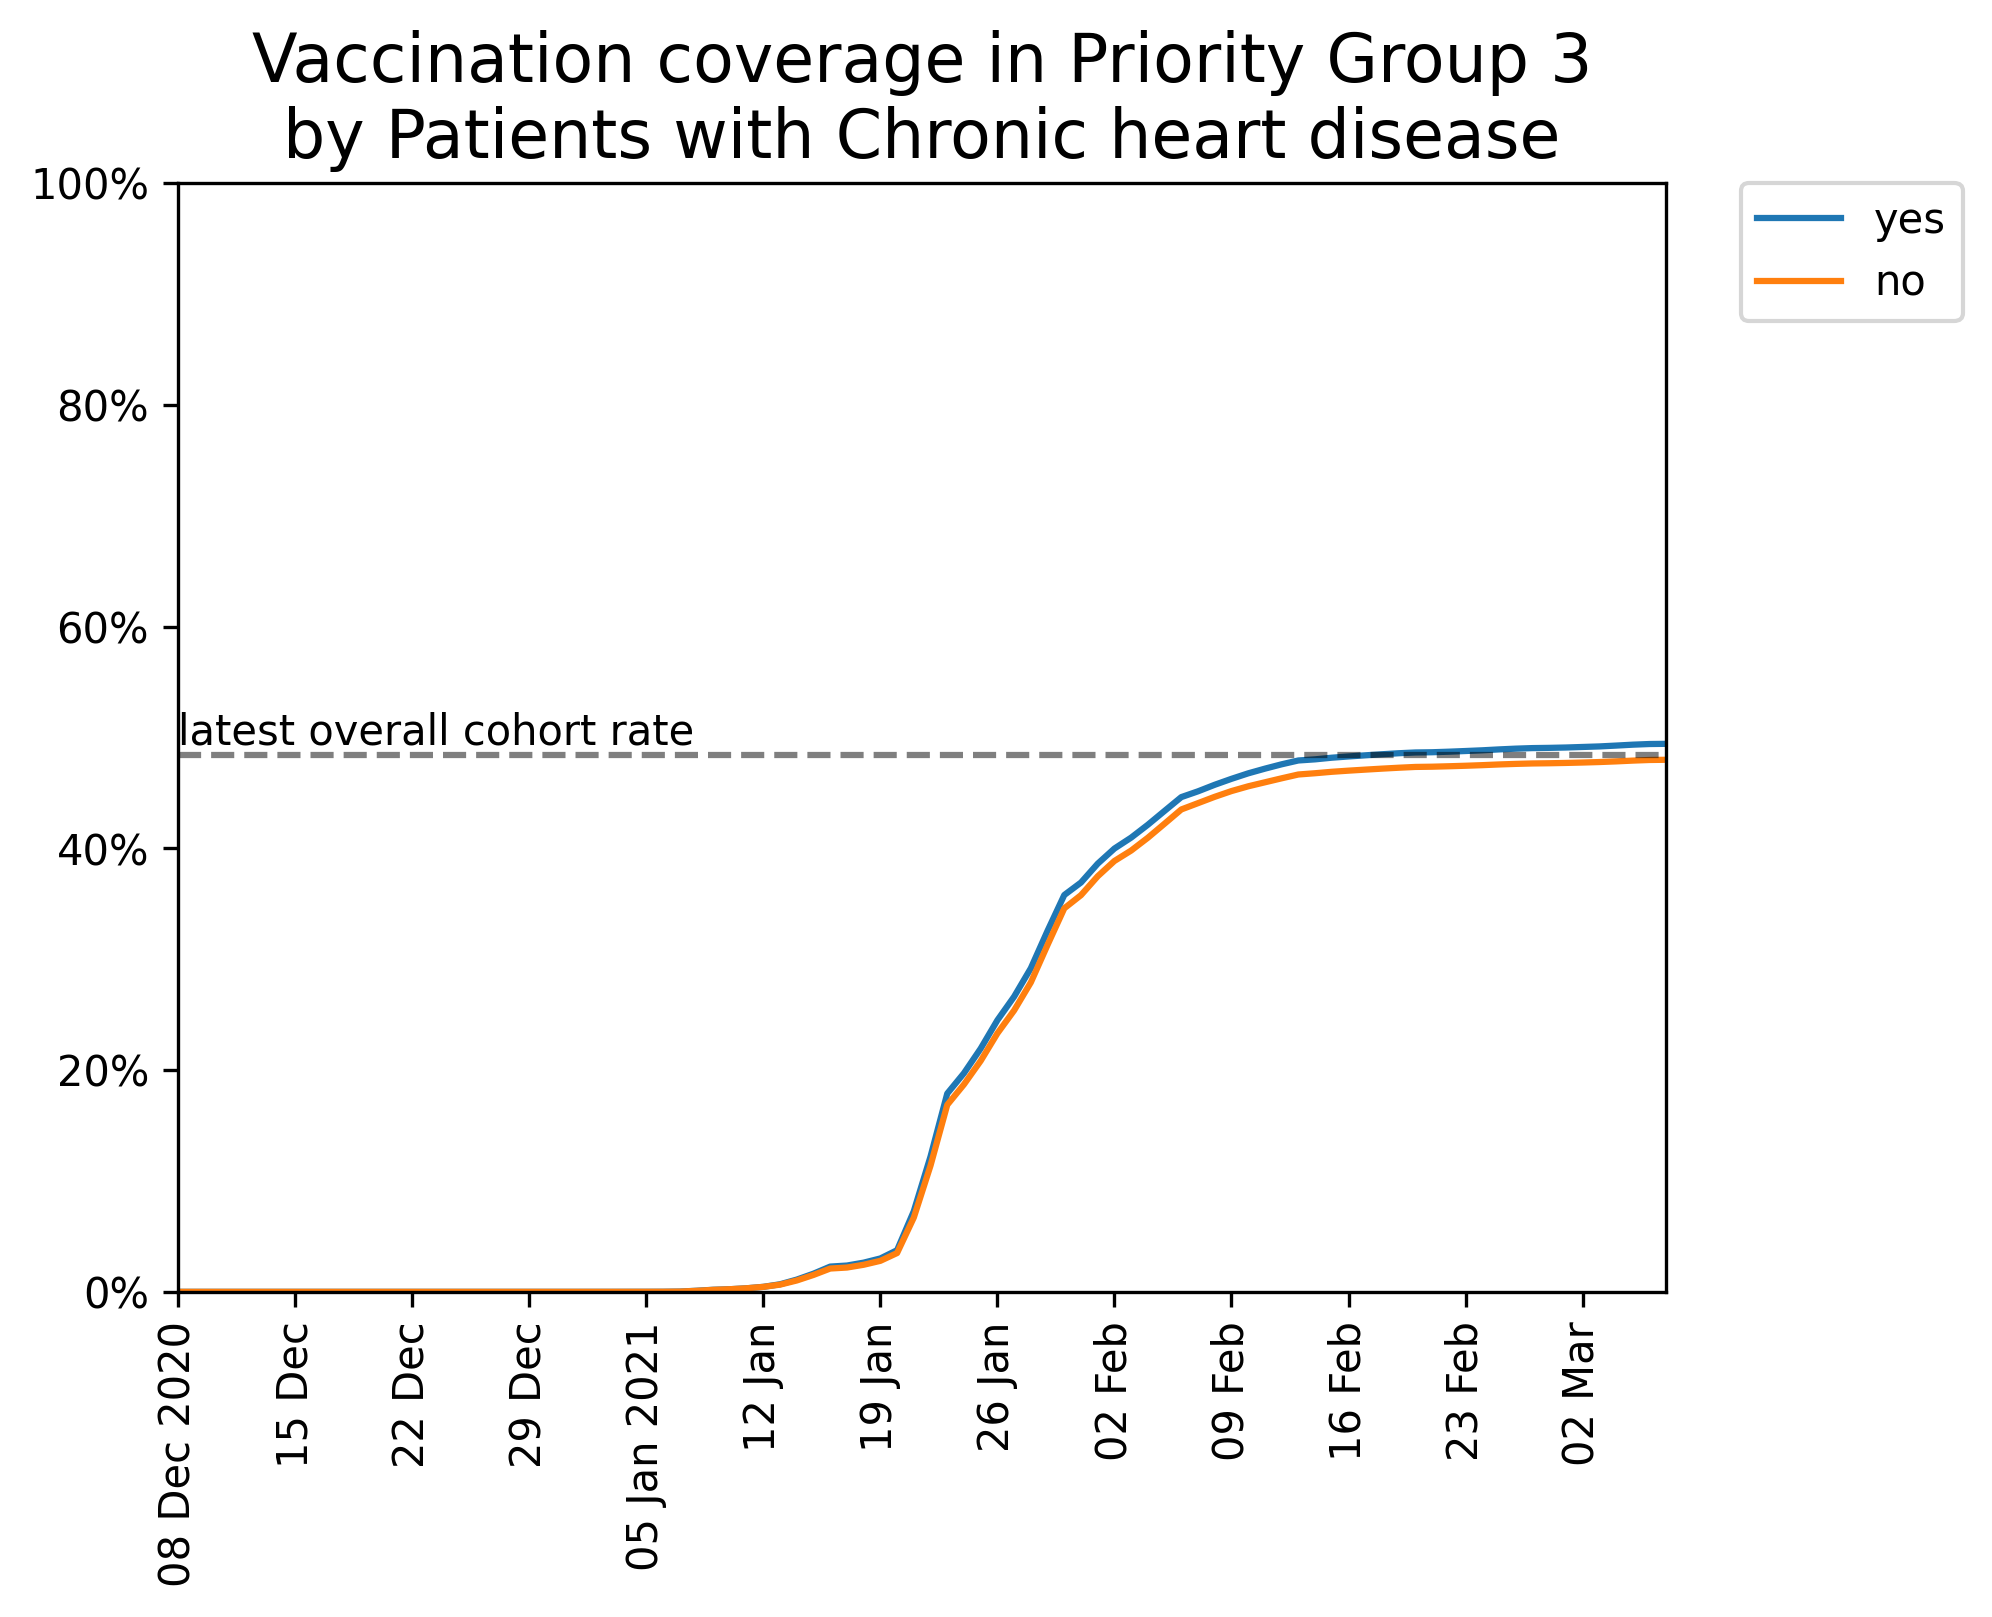 Vaccination coverage in Priority Group 3
by Patients with Chronic heart disease
100%
80%
60%
40%
20%
0%
latest overall cohort rate
yes
no
08 Dec 2020
15 Dec
22 Dec
29 Dec
05 Jan 2021
12 Jan
19 Jan
26 Jan
02 Feb
09 Feb
16 Feb
23 Feb
02 Mar